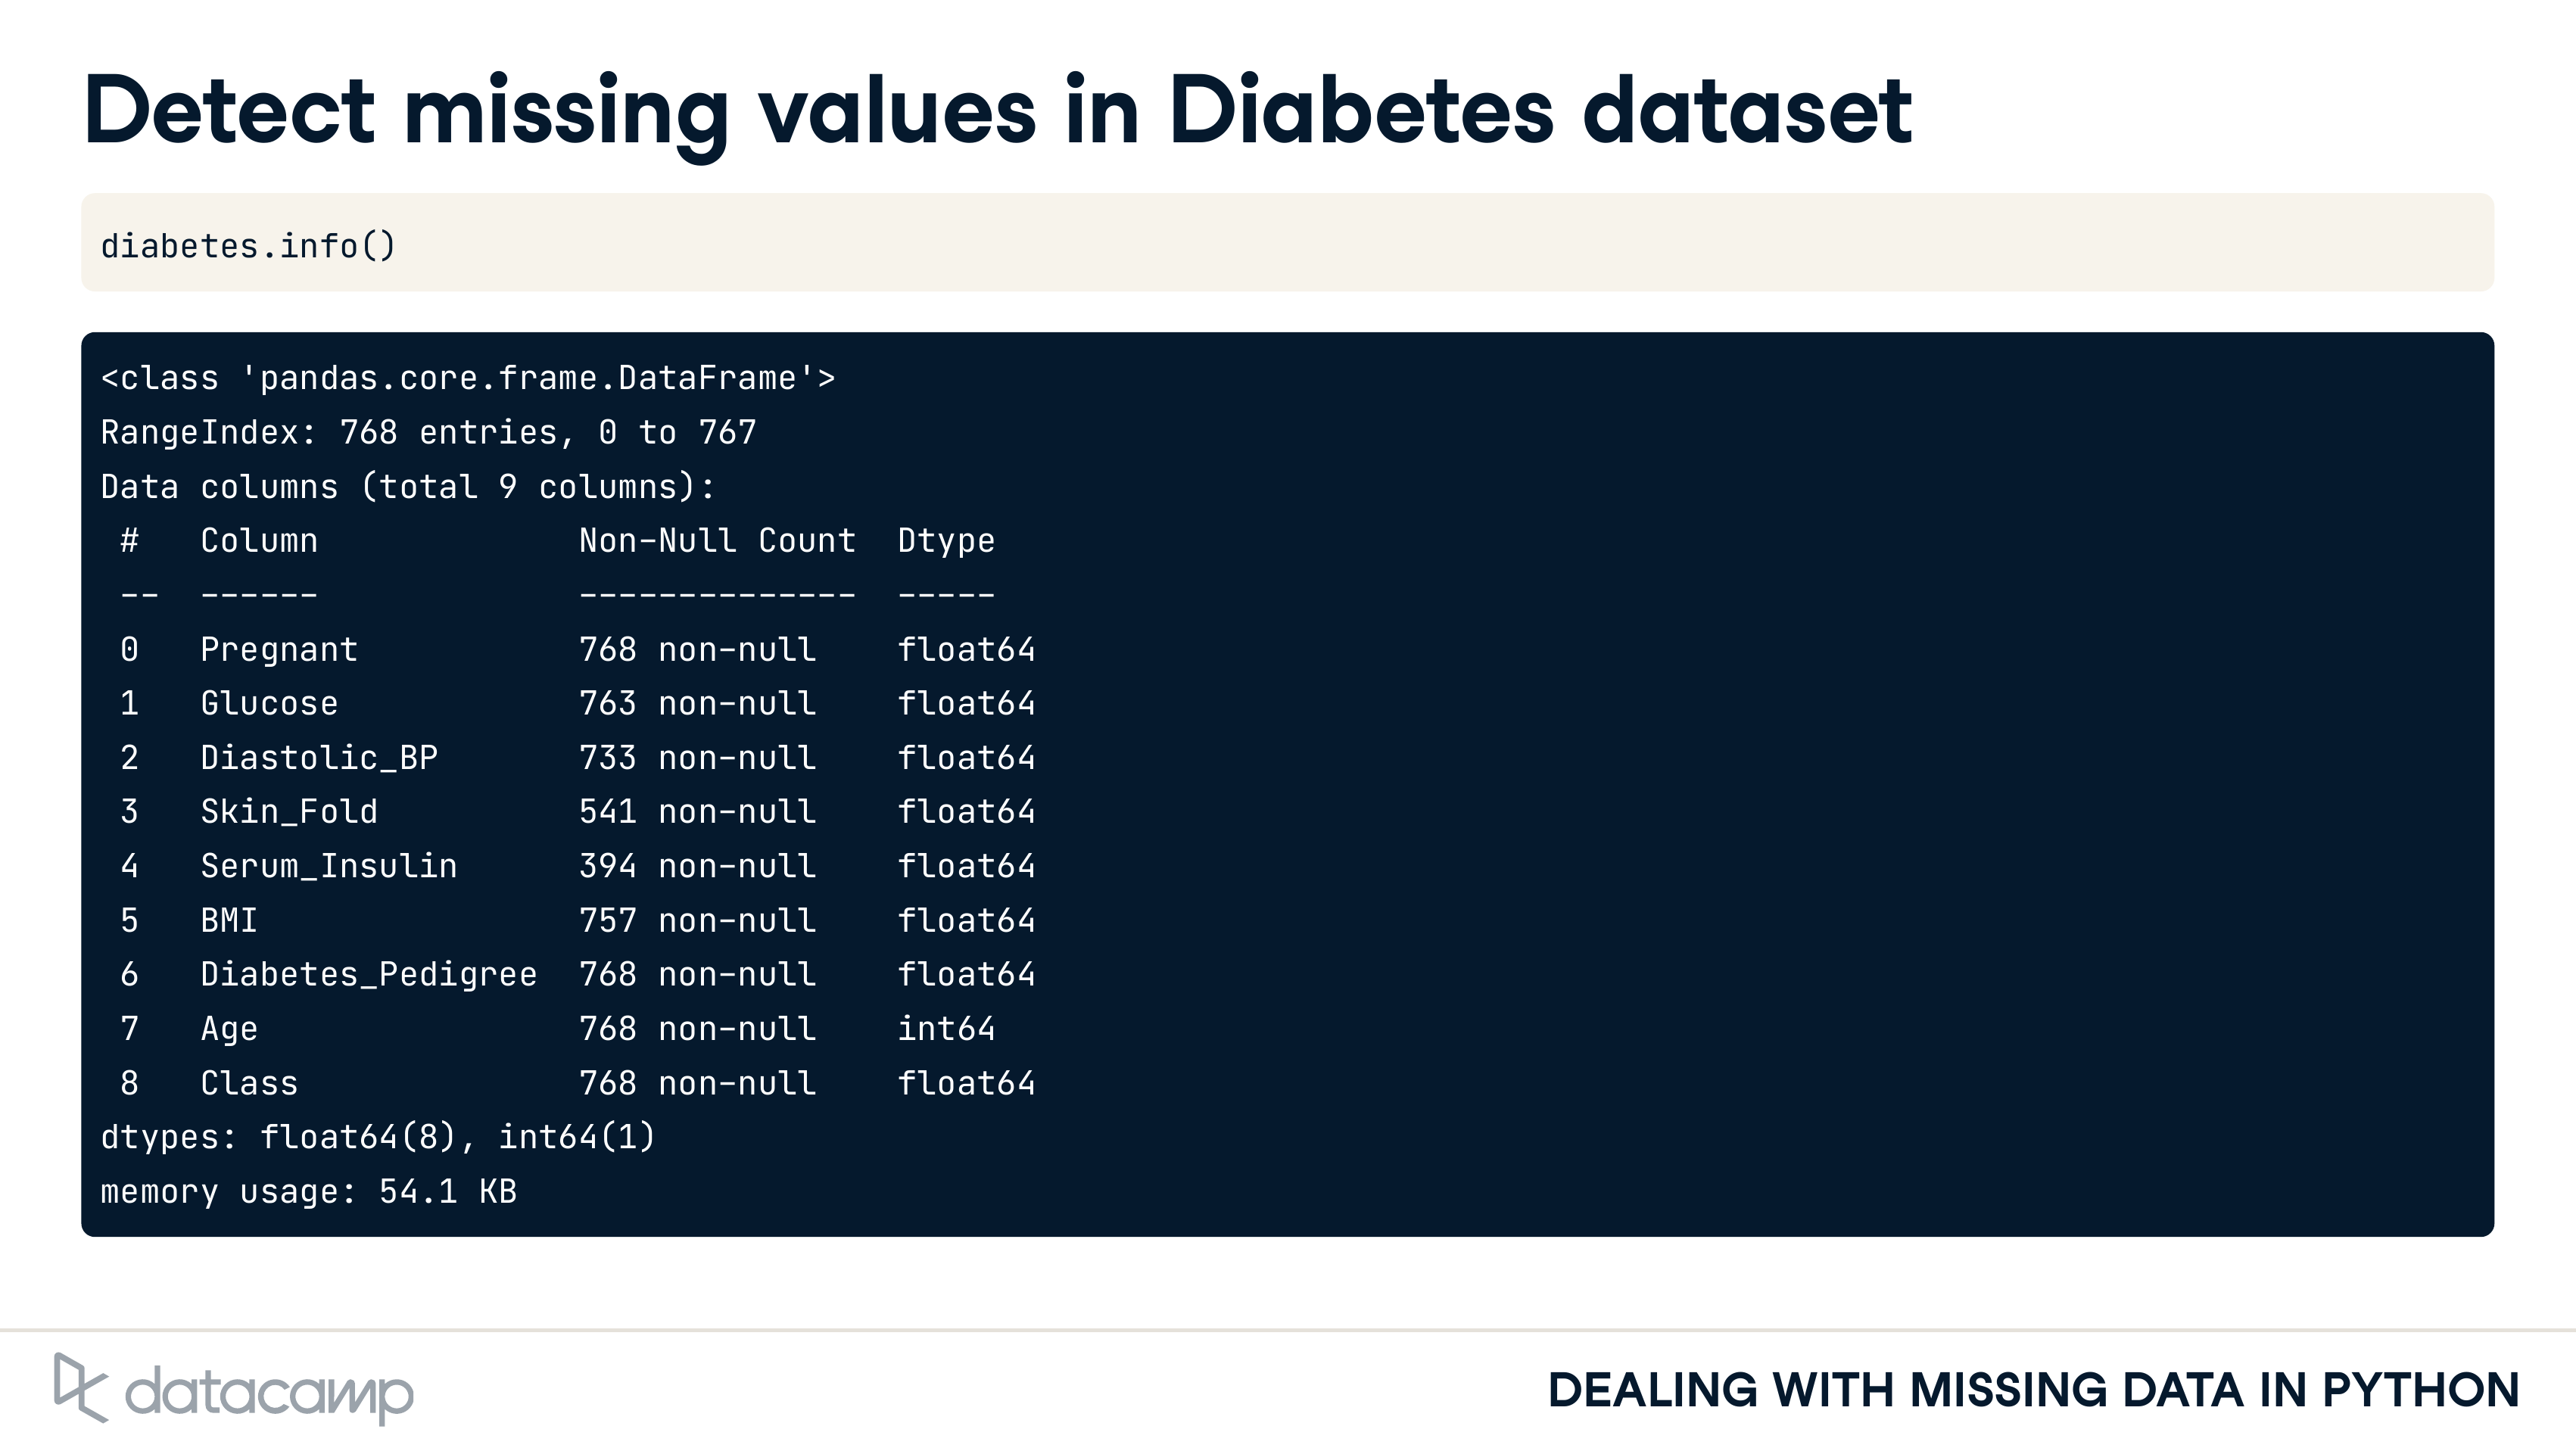 Detect missing values in Diabetes dataset
diabetes.info()
<class 'pandas.core.frame.DataFrame'>
RangeIndex: 768 entries, 0 to 767
Data columns (total 9 columns):
 #   Column             Non-Null Count  Dtype
 --  ------             --------------  -----
 0   Pregnant           768 non-null    float64
 1   Glucose            763 non-null    float64
 2   Diastolic_BP       733 non-null    float64
 3   Skin_Fold          541 non-null    float64
 4   Serum_Insulin      394 non-null    float64
 5   BMI                757 non-null    float64
 6   Diabetes_Pedigree  768 non-null    float64
 7   Age                768 non-null    int64
 8   Class              768 non-null    float64
dtypes: float64(8), int64(1)
memory usage: 54.1 KB
datacamp
DEALING WITH MISSING DATA IN PYTHON